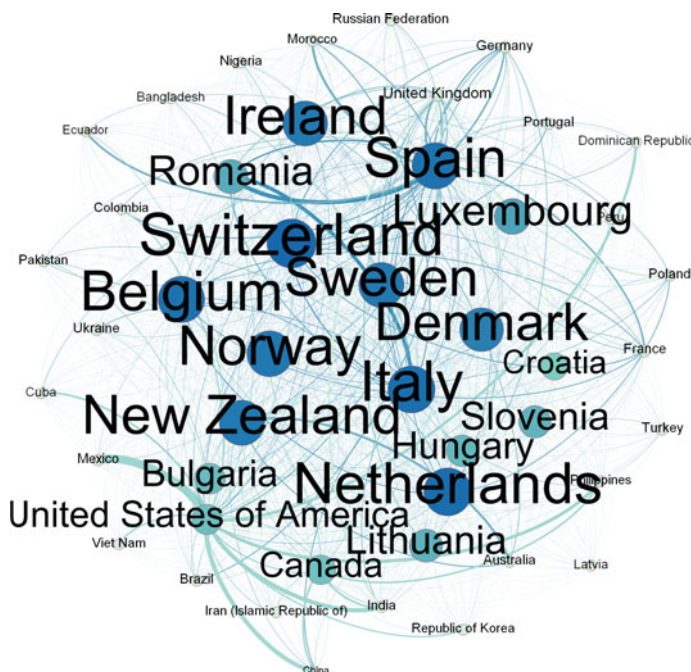 Russian Federation
Morocco
Germany
Nigeria
Bangladesh
United Kingdom
Ireland
Portugal
Ecuador
Dominican Republic
Spain
Romania
Colombia
Luxembourg
Peru
Switzerland
Pakistan
Sweden
Poland
Belgium
Ukraine
Denmark
Norway
France
Croatia
Italy
Cuba
New Zealand
Slovenia
Turkey
Hungary
Mexico
Bulgaria
Netherlands
Philippines
United States of America
Viet Nam
Lithuania
Canada
Australia
Latvia
Brazil
Iran (Islamic Republic of)
India
Republic of Korea
China